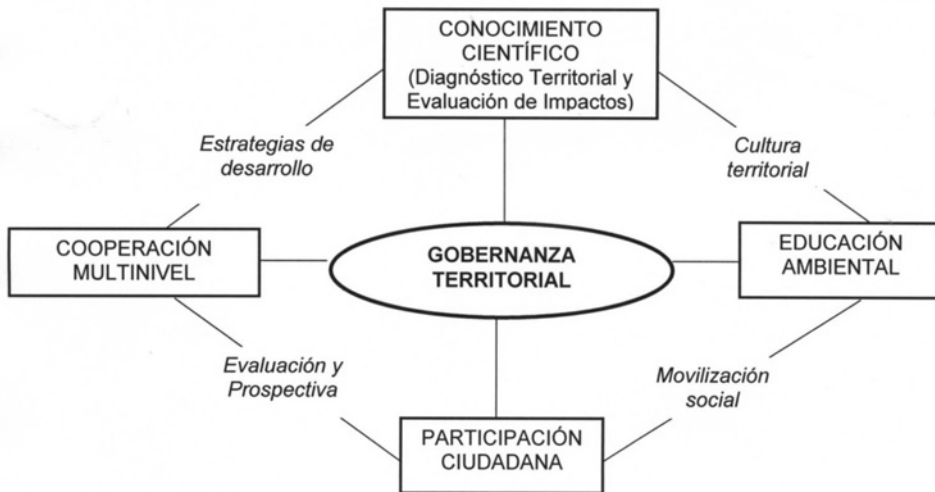 CONOCIMIENTO
CIENTÍFICO
(Diagnóstico Territorial y
Evaluación de Impactos)
Estrategias de
desarrollo
Cultura
territorial
COOPERACIÓN
MULTINIVEL
GOBERNANZA
TERRITORIAL
EDUCACIÓN
AMBIENTAL
Evaluación y
Prospectiva
Movilización
social
PARTICIPACIÓN
CIUDADANA